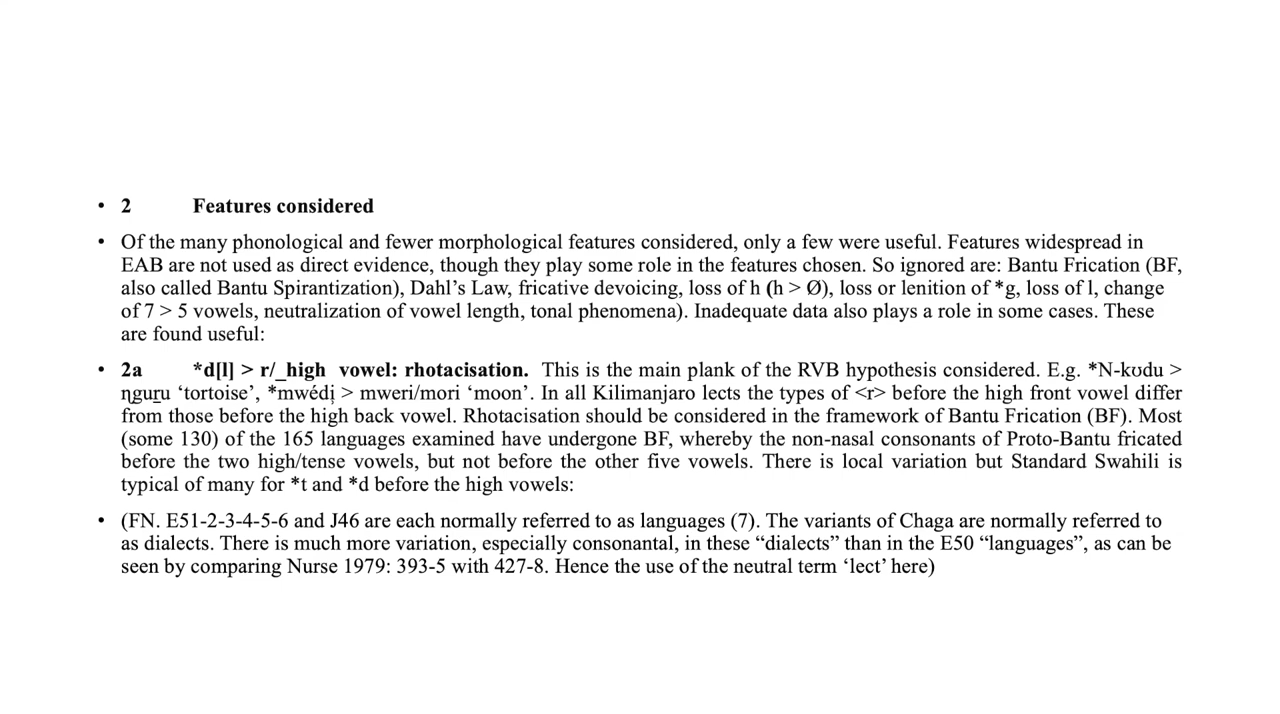 • 2 Features considered
• Of the many phonological and fewer morphological features considered, only a few were useful. Features widespread in
EAB are not used as direct evidence, though they play some role in the features chosen. So ignored are: Bantu Frication (BF,
also called Bantu Spirantization), Dahl’s Law, fricative devoicing, loss of h (h > Ø), loss or lenition of *g, loss of l, change
of 7 > 5 vowels, neutralization of vowel length, tonal phenomena). Inadequate data also plays a role in some cases. These
are found useful:
• 2a *d[l] > r/_high vowel: rhotacisation. This is the main plank of the RVB hypothesis considered. E.g. *N-kʊdu >
ɳguṟu ‘tortoise’, *mwédị > mweri/mori ‘moon’. In all Kilimanjaro lects the types of <r> before the high front vowel differ
from those before the high back vowel. Rhotacisation should be considered in the framework of Bantu Frication (BF). Most
(some 130) of the 165 languages examined have undergone BF, whereby the non-nasal consonants of Proto-Bantu fricated
before the two high/tense vowels, but not before the other five vowels. There is local variation but Standard Swahili is
typical of many for *t and *d before the high vowels:
• (FN. E51-2-3-4-5-6 and J46 are each normally referred to as languages (7). The variants of Chaga are normally referred to
as dialects. There is much more variation, especially consonantal, in these “dialects” than in the E50 “languages”, as can be
seen by comparing Nurse 1979: 393-5 with 427-8. Hence the use of the neutral term ‘lect’ here)